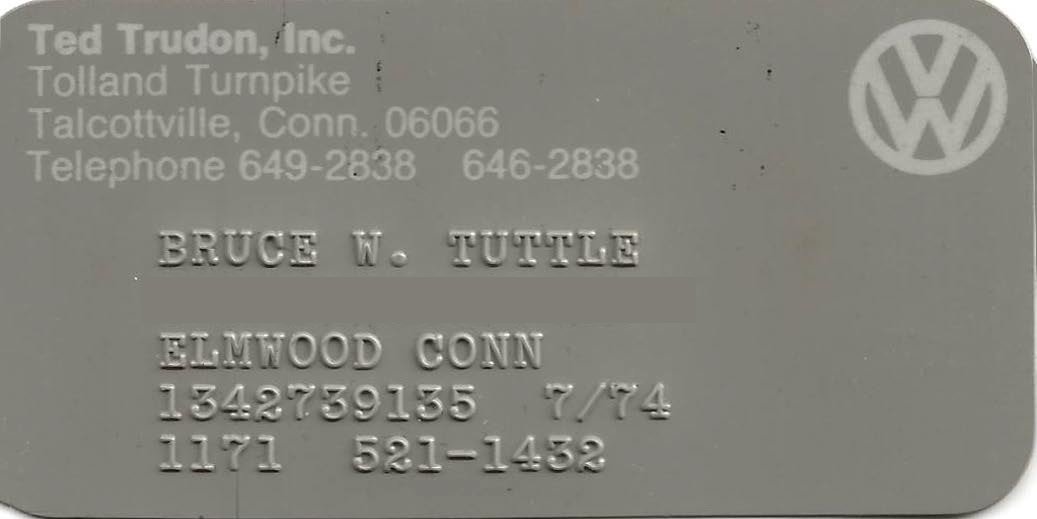 Ted Trudon, Inc.
Tolland Turnpike
Talcottville, Conn. 06066
Telephone 649-2838 646-2838
VW
BRUCE W. TUTTLE
ELMWOOD CONN
1342739135 7/74
1171 521-1432